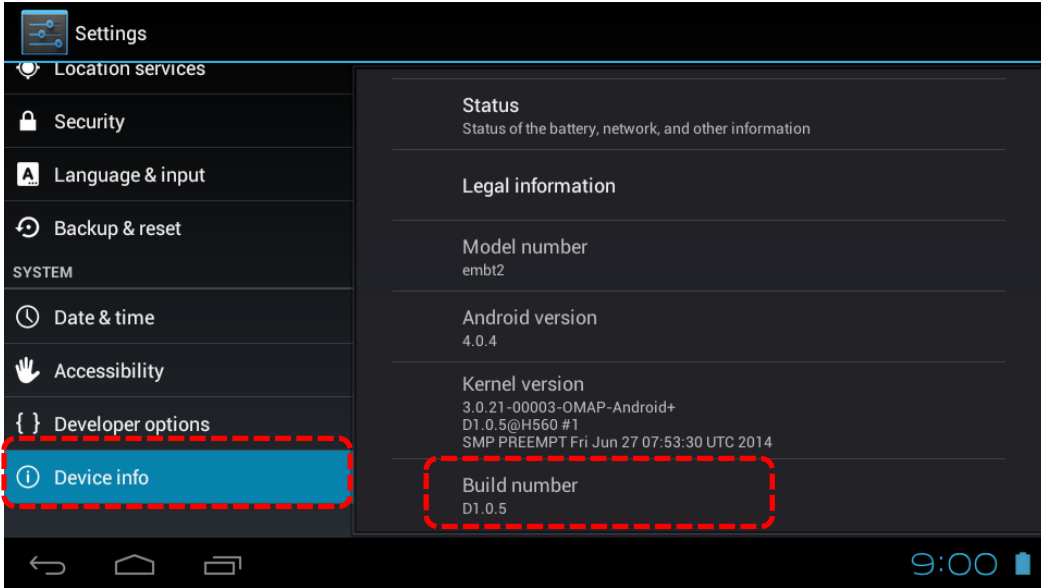 Settings
Location services
Security
Language & input
Backup & reset
SYSTEM
Date & time
Accessibility
{ } Developer options
Device info
Status
Status of the battery, network, and other information
Legal information
Model number
embt2
Android version
4.0.4
Kernel version
3.0.21-00003-OMAP-Android+
D1.0.5@H560 #1
SMP PREEMPT Fri Jun 27 07:53:30 UTC 2014
Build number
D1.0.5
9:00